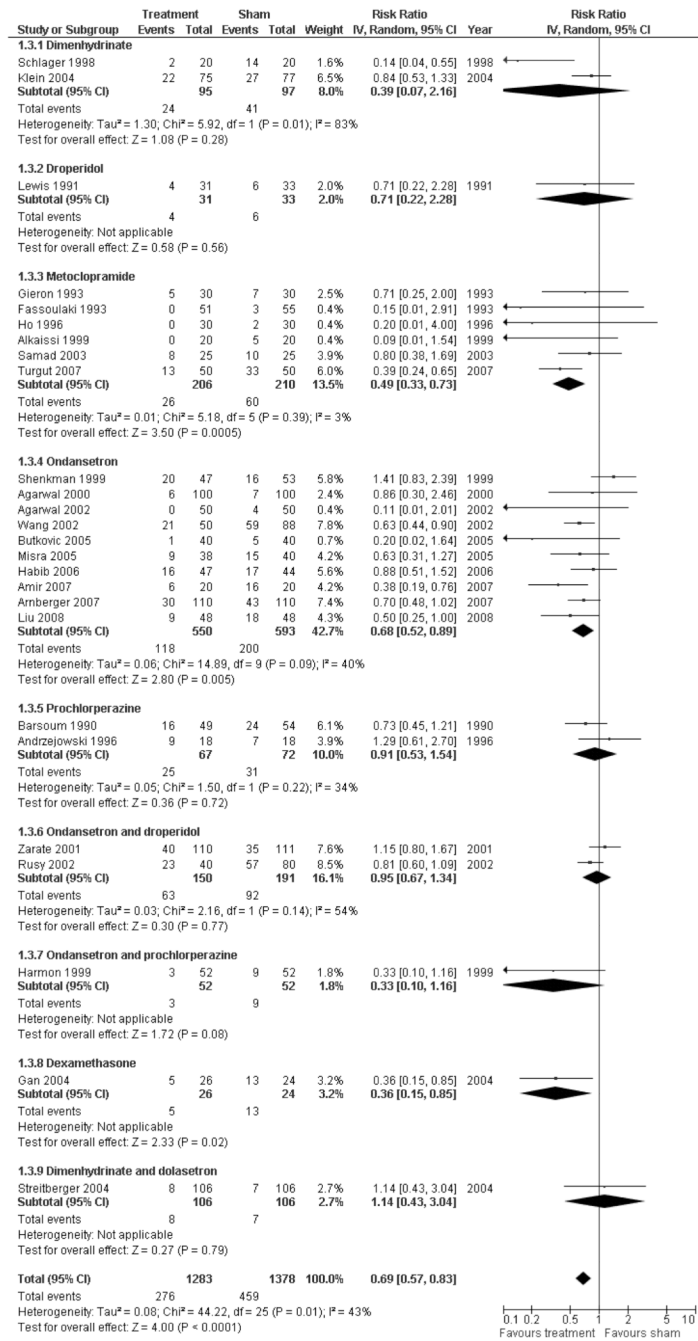 Treatment Sham Risk Ratio Risk Ratio
Study or Subgroup Events Total Events Total Weight IV, Random, 95% CI Year IV, Random, 95% CI
1.3.1 Dimenhydrinate
Schlager 1998 2 20 14 20 1.6% 0.14 [0.04, 0.55] 1998
Klein 2004 22 75 27 77 6.5% 0.84 [0.53, 1.33] 2004
Subtotal (95% CI) 95 97 8.0% 0.39 [0.07, 2.16]
Total events 24 41
Heterogeneity: Tau² = 1.30; Chi² = 5.92, df = 1 (P = 0.01); I² = 83%
Test for overall effect: Z = 1.08 (P = 0.28)
1.3.2 Droperidol
Lewis 1991 4 31 6 33 2.0% 0.71 [0.22, 2.28] 1991
Subtotal (95% CI) 31 33 2.0% 0.71 [0.22, 2.28]
Total events 4 6
Heterogeneity: Not applicable
Test for overall effect: Z = 0.58 (P = 0.56)
1.3.3 Metoclopramide
Gieron 1993 5 30 7 30 2.5% 0.71 [0.25, 2.00] 1993
Fassoulaki 1993 0 51 3 55 0.4% 0.15 [0.01, 2.91] 1993
Ho 1996 0 30 2 30 0.4% 0.20 [0.01, 4.00] 1996
Alkaissi 1999 0 20 5 20 0.4% 0.09 [0.01, 1.54] 1999
Samad 2003 8 25 10 25 3.9% 0.80 [0.38, 1.69] 2003
Turgut 2007 13 50 33 50 6.0% 0.39 [0.24, 0.65] 2007
Subtotal (95% CI) 206 210 13.5% 0.49 [0.33, 0.73]
Total events 26 60
Heterogeneity: Tau² = 0.01; Chi² = 5.18, df = 5 (P = 0.39); I² = 3%
Test for overall effect: Z = 3.50 (P = 0.0005)
1.3.4 Ondansetron
Shenkman 1999 20 47 16 53 5.8% 1.41 [0.83, 2.39] 1999
Agarwal 2000 6 100 7 100 2.4% 0.86 [0.30, 2.46] 2000
Agarwal 2002 0 50 4 50 0.4% 0.11 [0.01, 2.01] 2002
Wang 2002 21 50 59 88 7.8% 0.63 [0.44, 0.90] 2002
Butkovic 2005 1 40 5 40 0.7% 0.20 [0.02, 1.64] 2005
Misra 2005 9 38 15 40 4.2% 0.63 [0.31, 1.27] 2005
Habib 2006 16 47 17 44 5.6% 0.88 [0.51, 1.52] 2006
Amir 2007 6 20 16 20 4.1% 0.38 [0.19, 0.76] 2007
Arnberger 2007 30 110 43 110 7.4% 0.70 [0.48, 1.02] 2007
Liu 2008 9 48 18 48 4.3% 0.50 [0.25, 1.00] 2008
Subtotal (95% CI) 550 593 42.7% 0.68 [0.52, 0.89]
Total events 118 200
Heterogeneity: Tau² = 0.06; Chi² = 14.89, df = 9 (P = 0.09); I² = 40%
Test for overall effect: Z = 2.80 (P = 0.005)
1.3.5 Prochlorperazine
Barsoum 1990 16 49 24 54 6.1% 0.73 [0.45, 1.21] 1990
Andrzejowski 1996 9 18 7 18 3.9% 1.29 [0.61, 2.70] 1996
Subtotal (95% CI) 67 72 10.0% 0.91 [0.53, 1.54]
Total events 25 31
Heterogeneity: Tau² = 0.05; Chi² = 1.50, df = 1 (P = 0.22); I² = 34%
Test for overall effect: Z = 0.36 (P = 0.72)
1.3.6 Ondansetron and droperidol
Zarate 2001 40 110 35 111 7.6% 1.15 [0.80, 1.67] 2001
Rusy 2002 23 40 57 80 8.5% 0.81 [0.60, 1.09] 2002
Subtotal (95% CI) 150 191 16.1% 0.95 [0.67, 1.34]
Total events 63 92
Heterogeneity: Tau² = 0.03; Chi² = 2.16, df = 1 (P = 0.14); I² = 54%
Test for overall effect: Z = 0.30 (P = 0.77)
1.3.7 Ondansetron and prochlorperazine
Harmon 1999 3 52 9 52 1.8% 0.33 [0.10, 1.16] 1999
Subtotal (95% CI) 52 52 1.8% 0.33 [0.10, 1.16]
Total events 3 9
Heterogeneity: Not applicable
Test for overall effect: Z = 1.72 (P = 0.08)
1.3.8 Dexamethasone
Gan 2004 5 26 13 24 3.2% 0.36 [0.15, 0.85] 2004
Subtotal (95% CI) 26 24 3.2% 0.36 [0.15, 0.85]
Total events 5 13
Heterogeneity: Not applicable
Test for overall effect: Z = 2.33 (P = 0.02)
1.3.9 Dimenhydrinate and dolasetron
Streitberger 2004 8 106 7 106 2.7% 1.14 [0.43, 3.04] 2004
Subtotal (95% CI) 106 106 2.7% 1.14 [0.43, 3.04]
Total events 8 7
Heterogeneity: Not applicable
Test for overall effect: Z = 0.27 (P = 0.79)
Total (95% CI) 1283 1378 100.0% 0.69 [0.57, 0.83]
Total events 276 459
Heterogeneity: Tau² = 0.08; Chi² = 44.22, df = 25 (P = 0.01); I² = 43%
Test for overall effect: Z = 4.00 (P < 0.0001)
0.1 0.2 0.5 1 2 5 10
Favours treatment Favours sham